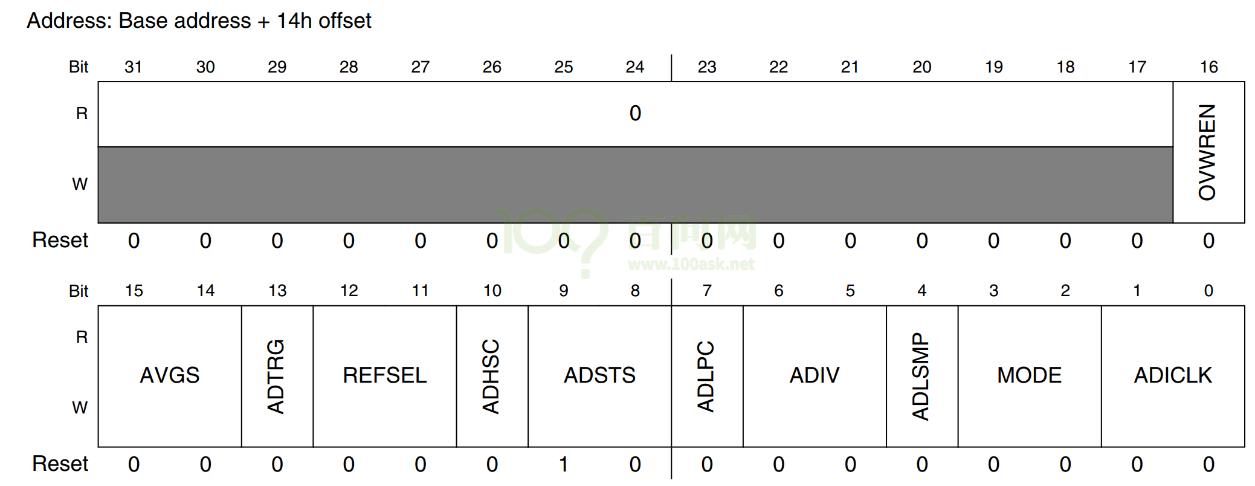 Address: Base address + 14h offset
Bit 31 30 29 28 27 26 25 24 23 22 21 20 19 18 17 16
R 0 OVWREN
W
Reset 0 0 0 0 0 0 0 0 0 0 0 0 0 0 0 0
100ask 百问网
www.100ask.net
Bit 15 14 13 12 11 10 9 8 7 6 5 4 3 2 1 0
R
AVGS ADTRG REFSEL ADHSC ADSTS ADLPC ADIV ADLSMP MODE ADICLK
W
Reset 0 0 0 0 0 0 1 0 0 0 0 0 0 0 0 0